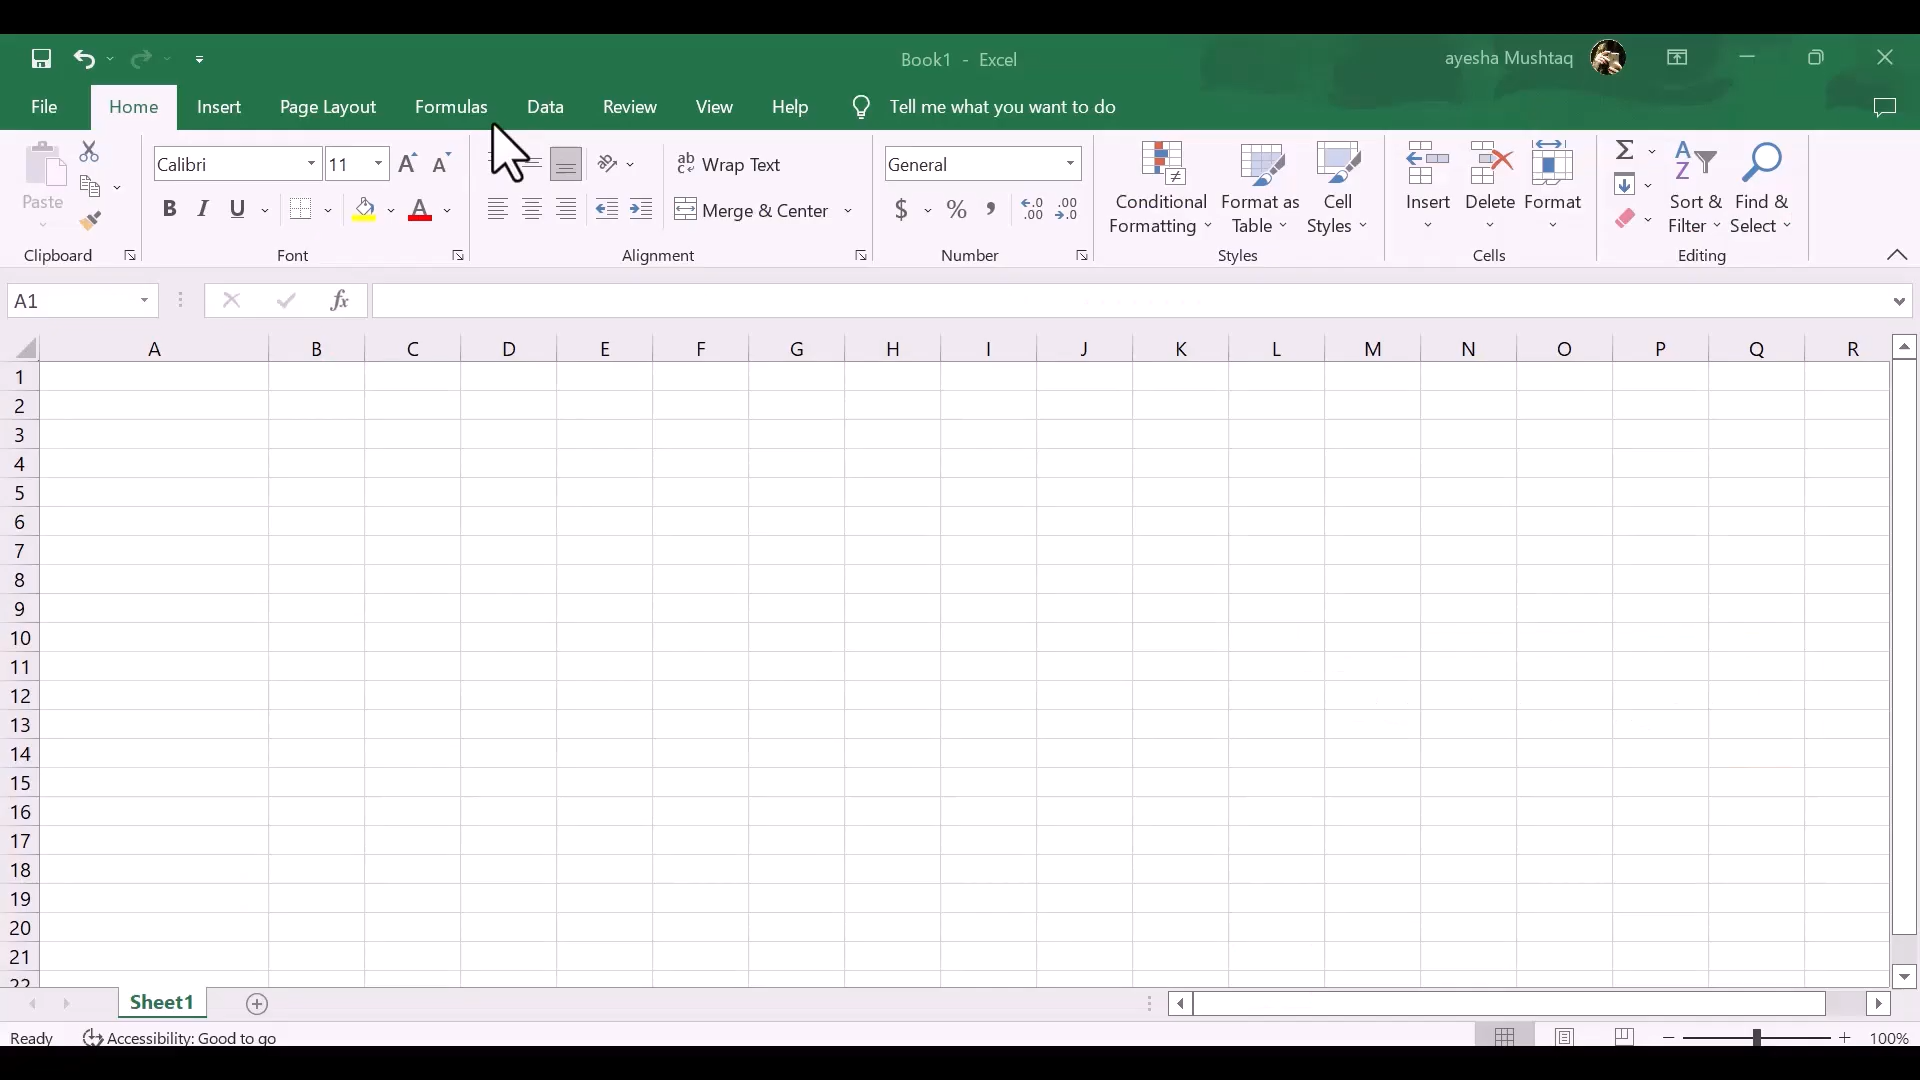 Book1 - Excel
ayesha Mushtaq
File Home Insert Page Layout Formulas Data Review View Help Tell me what you want to do
Paste
Clipboard
Calibri 11
B I U
Font
Wrap Text
Merge & Center
Alignment
General
$ % ,
Number
Conditional Formatting
Format as Table
Cell Styles
Styles
Insert
Delete
Format
Cells
Sort & Filter
Find & Select
Editing
A1 fx
A B C D E F G H I J K L M N O P Q R
1
2
3
4
5
6
7
8
9
10
11
12
13
14
15
16
17
18
19
20
21
22
Sheet1
Ready Accessibility: Good to go 100%